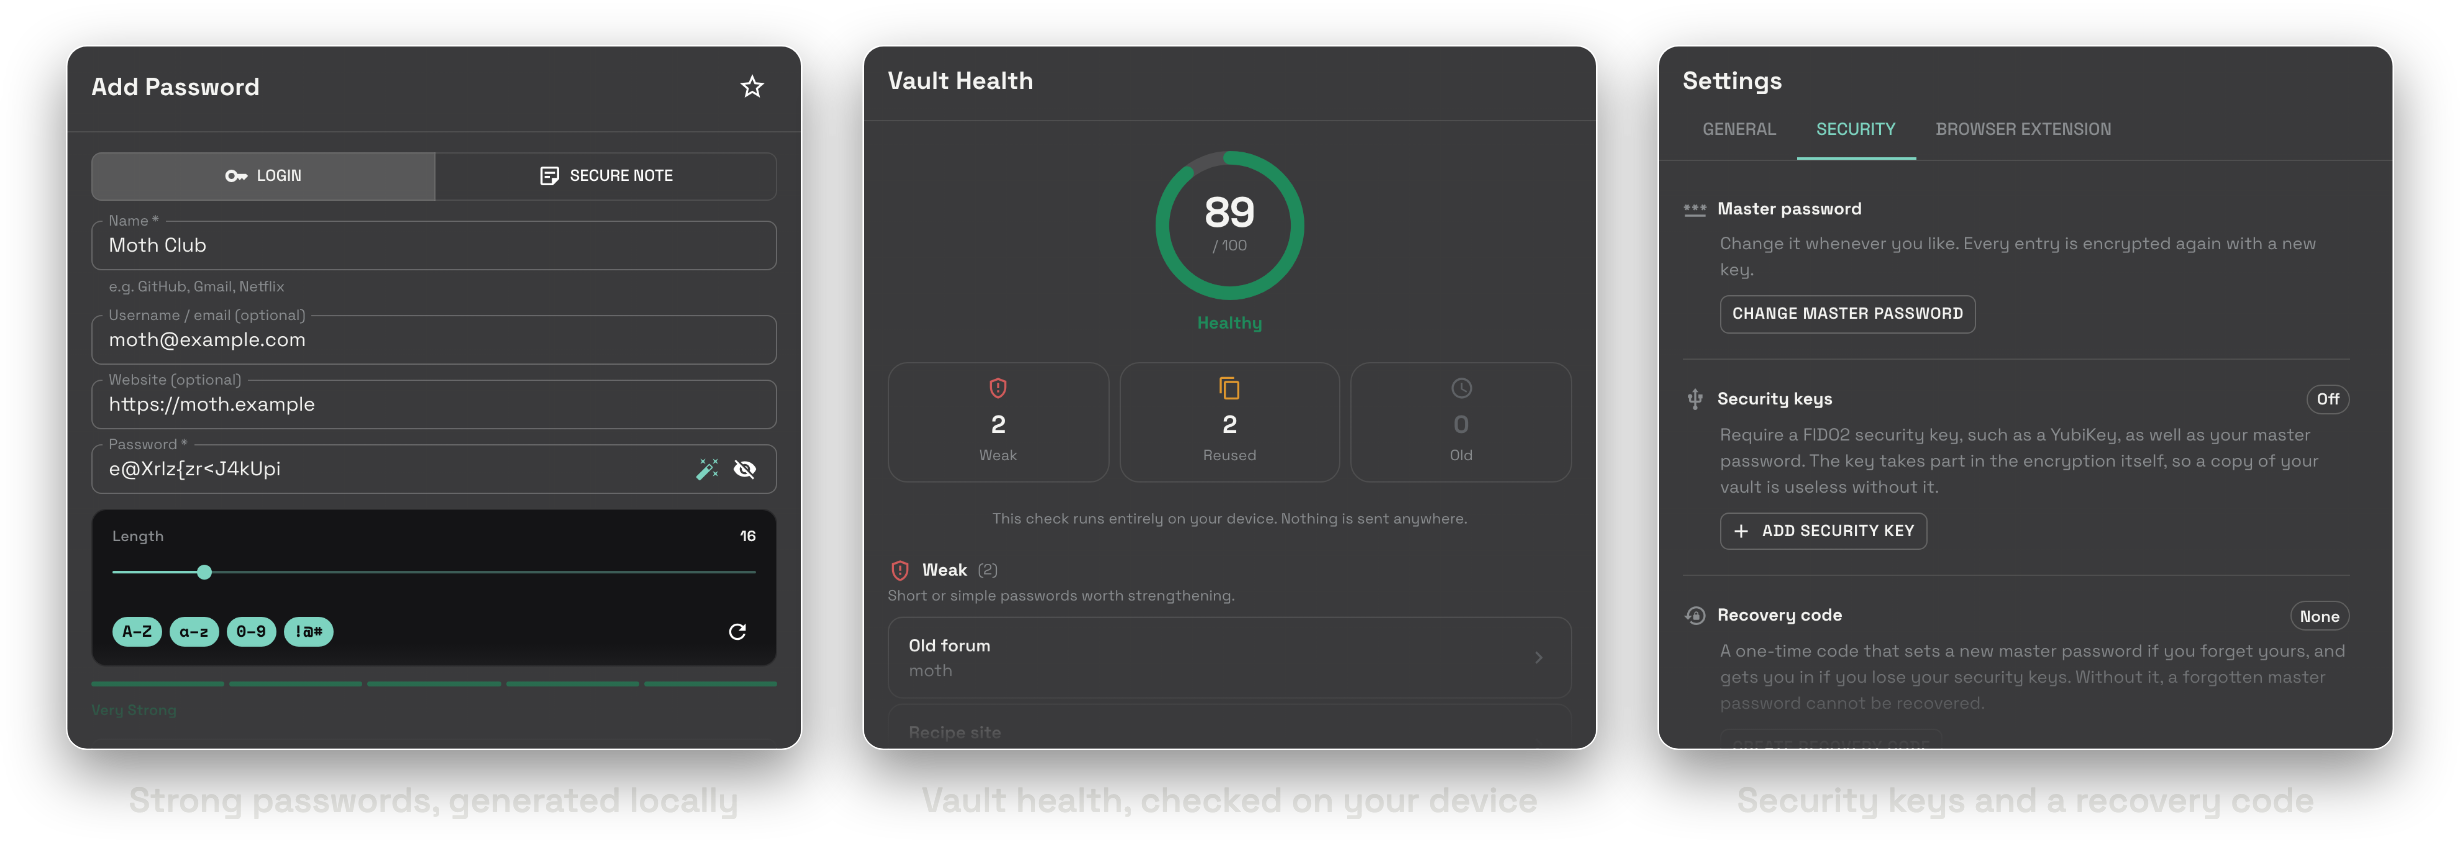 Add Password
LOGIN
SECURE NOTE
Name *
Moth Club
e.g. GitHub, Gmail, Netflix
Username / email (optional)
moth@example.com
Website (optional)
https://moth.example
Password *
e@Xrlz{zr<J4kUpi
Length
16
A-Z
a-z
0-9
!@#
Very Strong
Strong passwords, generated locally
Vault Health
89
/ 100
Healthy
2
Weak
2
Reused
0
Old
This check runs entirely on your device. Nothing is sent anywhere.
Weak (2)
Short or simple passwords worth strengthening.
Old forum
moth
Recipe site
Vault health, checked on your device
Settings
GENERAL
SECURITY
BROWSER EXTENSION
Master password
Change it whenever you like. Every entry is encrypted again with a new
key.
CHANGE MASTER PASSWORD
Security keys
Off
Require a FIDO2 security key, such as a YubiKey, as well as your master
password. The key takes part in the encryption itself, so a copy of your
vault is useless without it.
+ ADD SECURITY KEY
Recovery code
None
A one-time code that sets a new master password if you forget yours, and
gets you in if you lose your security keys. Without it, a forgotten master
password cannot be recovered.
CREATE RECOVERY CODE
Security keys and a recovery code